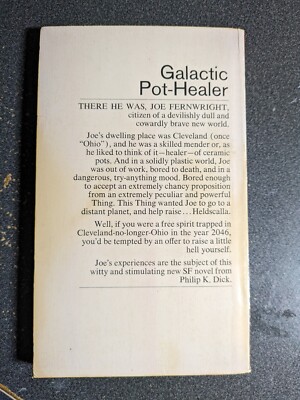 Galactic
Pot-Healer
THERE HE WAS, JOE FERNWRIGHT,
citizen of a devilishly dull and
cowardly brave new world.
Joe's dwelling place was Cleveland (once
"Ohio"), and he was a skilled mender or, as
he liked to think of it—healer—of ceramic
pots. And in a solidly plastic world, Joe
was out of work, bored to death, and in a
dangerous, try-anything mood. Bored enough
to accept an extremely chancy proposition
from an extremely peculiar and powerful
Thing. This Thing wanted Joe to go to a
distant planet, and help raise . . . Heldscalla.
Well, if you were a free spirit trapped in
Cleveland-no-longer-Ohio in the year 2046,
you'd be tempted by an offer to raise a little
hell yourself.
Joe's experiences are the subject of this
witty and stimulating new SF novel from
Philip K. Dick.